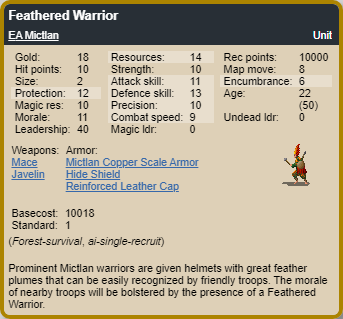 Feathered Warrior
EA Mictlan Unit
Gold: 18 Resources: 14 Rec points: 10000
Hit points: 10 Strength: 10 Map move: 8
Size: 2 Attack skill: 11 Encumbrance: 6
Protection: 12 Defence skill: 13 Age: 22
Magic res: 10 Precision: 10 (50)
Morale: 11 Combat speed: 9 Undead ldr: 0
Leadership: 40 Magic ldr: 0
Weapons: Armor:
Mace Mictlan Copper Scale Armor
Javelin Hide Shield
Reinforced Leather Cap
Basecost: 10018
Standard: 1
(Forest-survival, ai-single-recruit)
Prominent Mictlan warriors are given helmets with great feather
plumes that can be easily recognized by friendly troops. The morale
of nearby troops will be bolstered by the presence of a Feathered
Warrior.